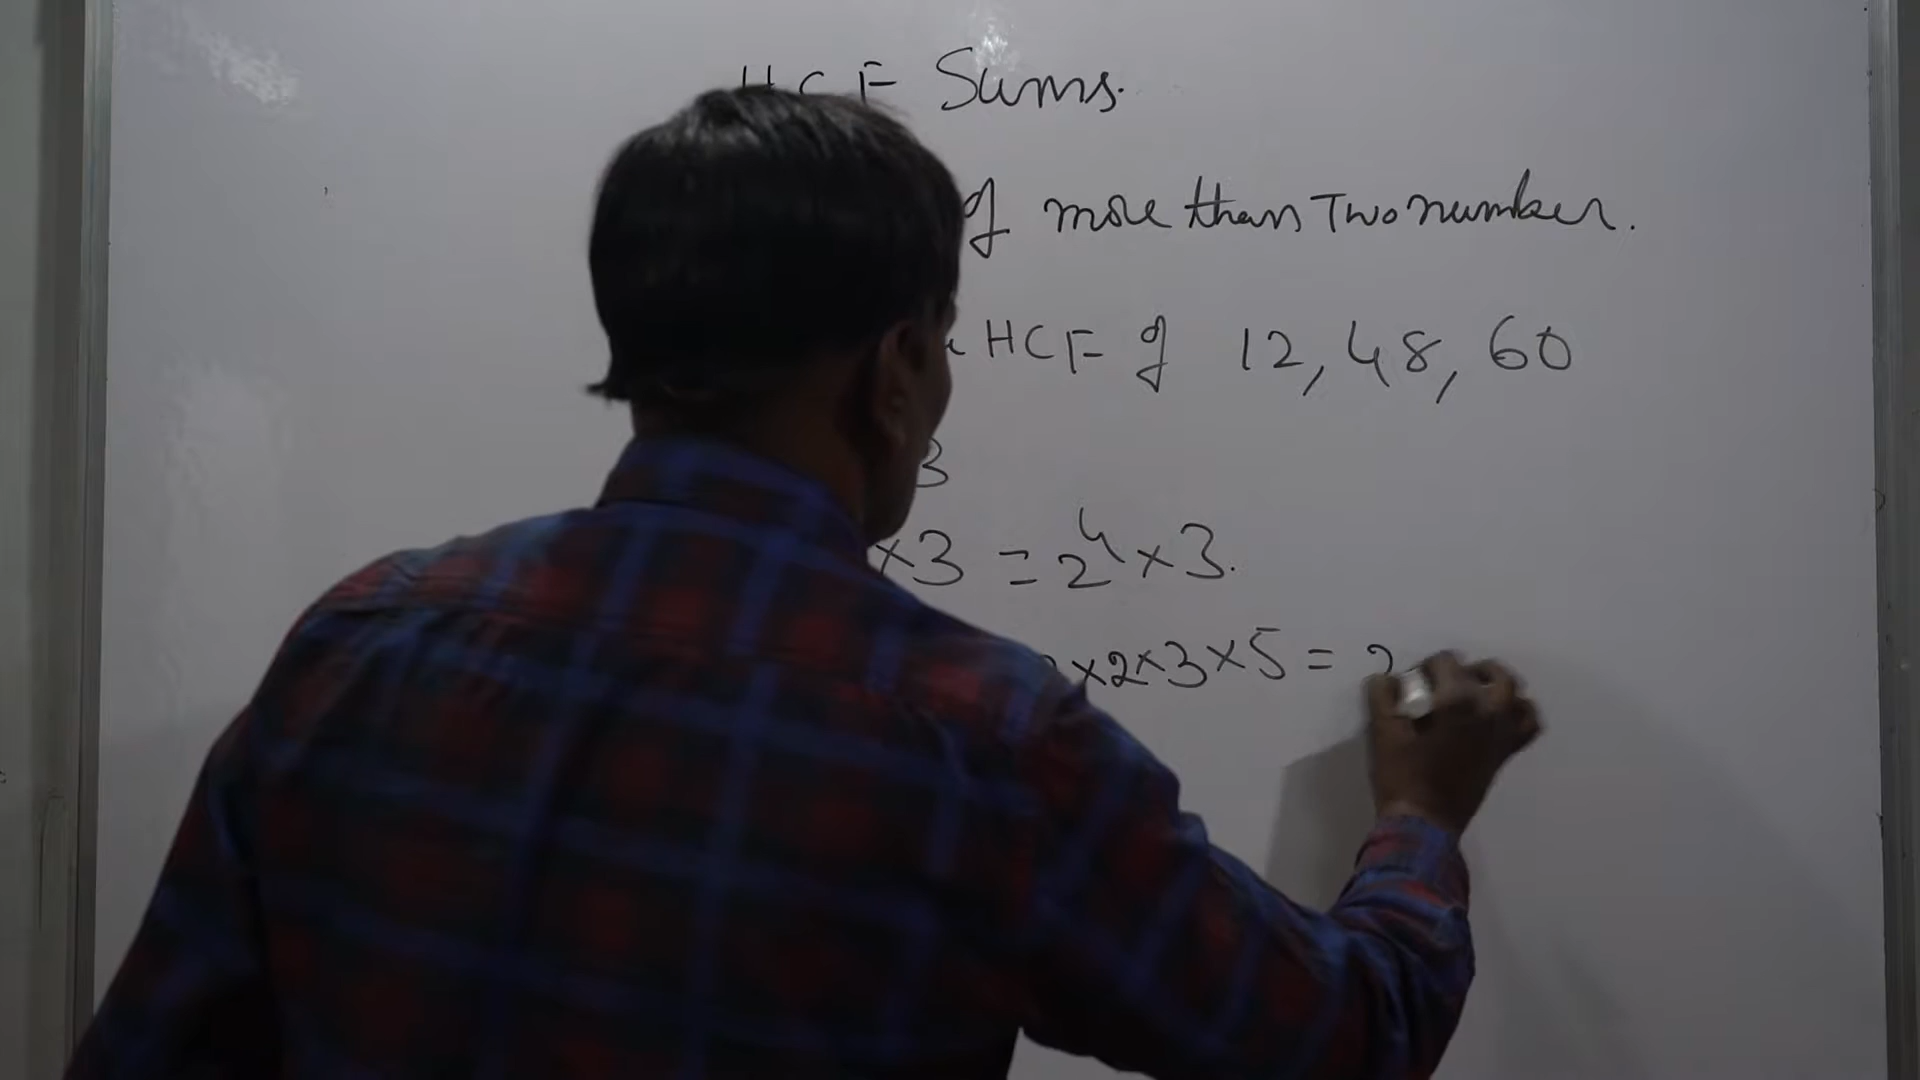 HCF Sums.
of more than Two number.
HCF of 12, 48, 60
3
×3 = 2⁴×3.
×2×3×5 = 2